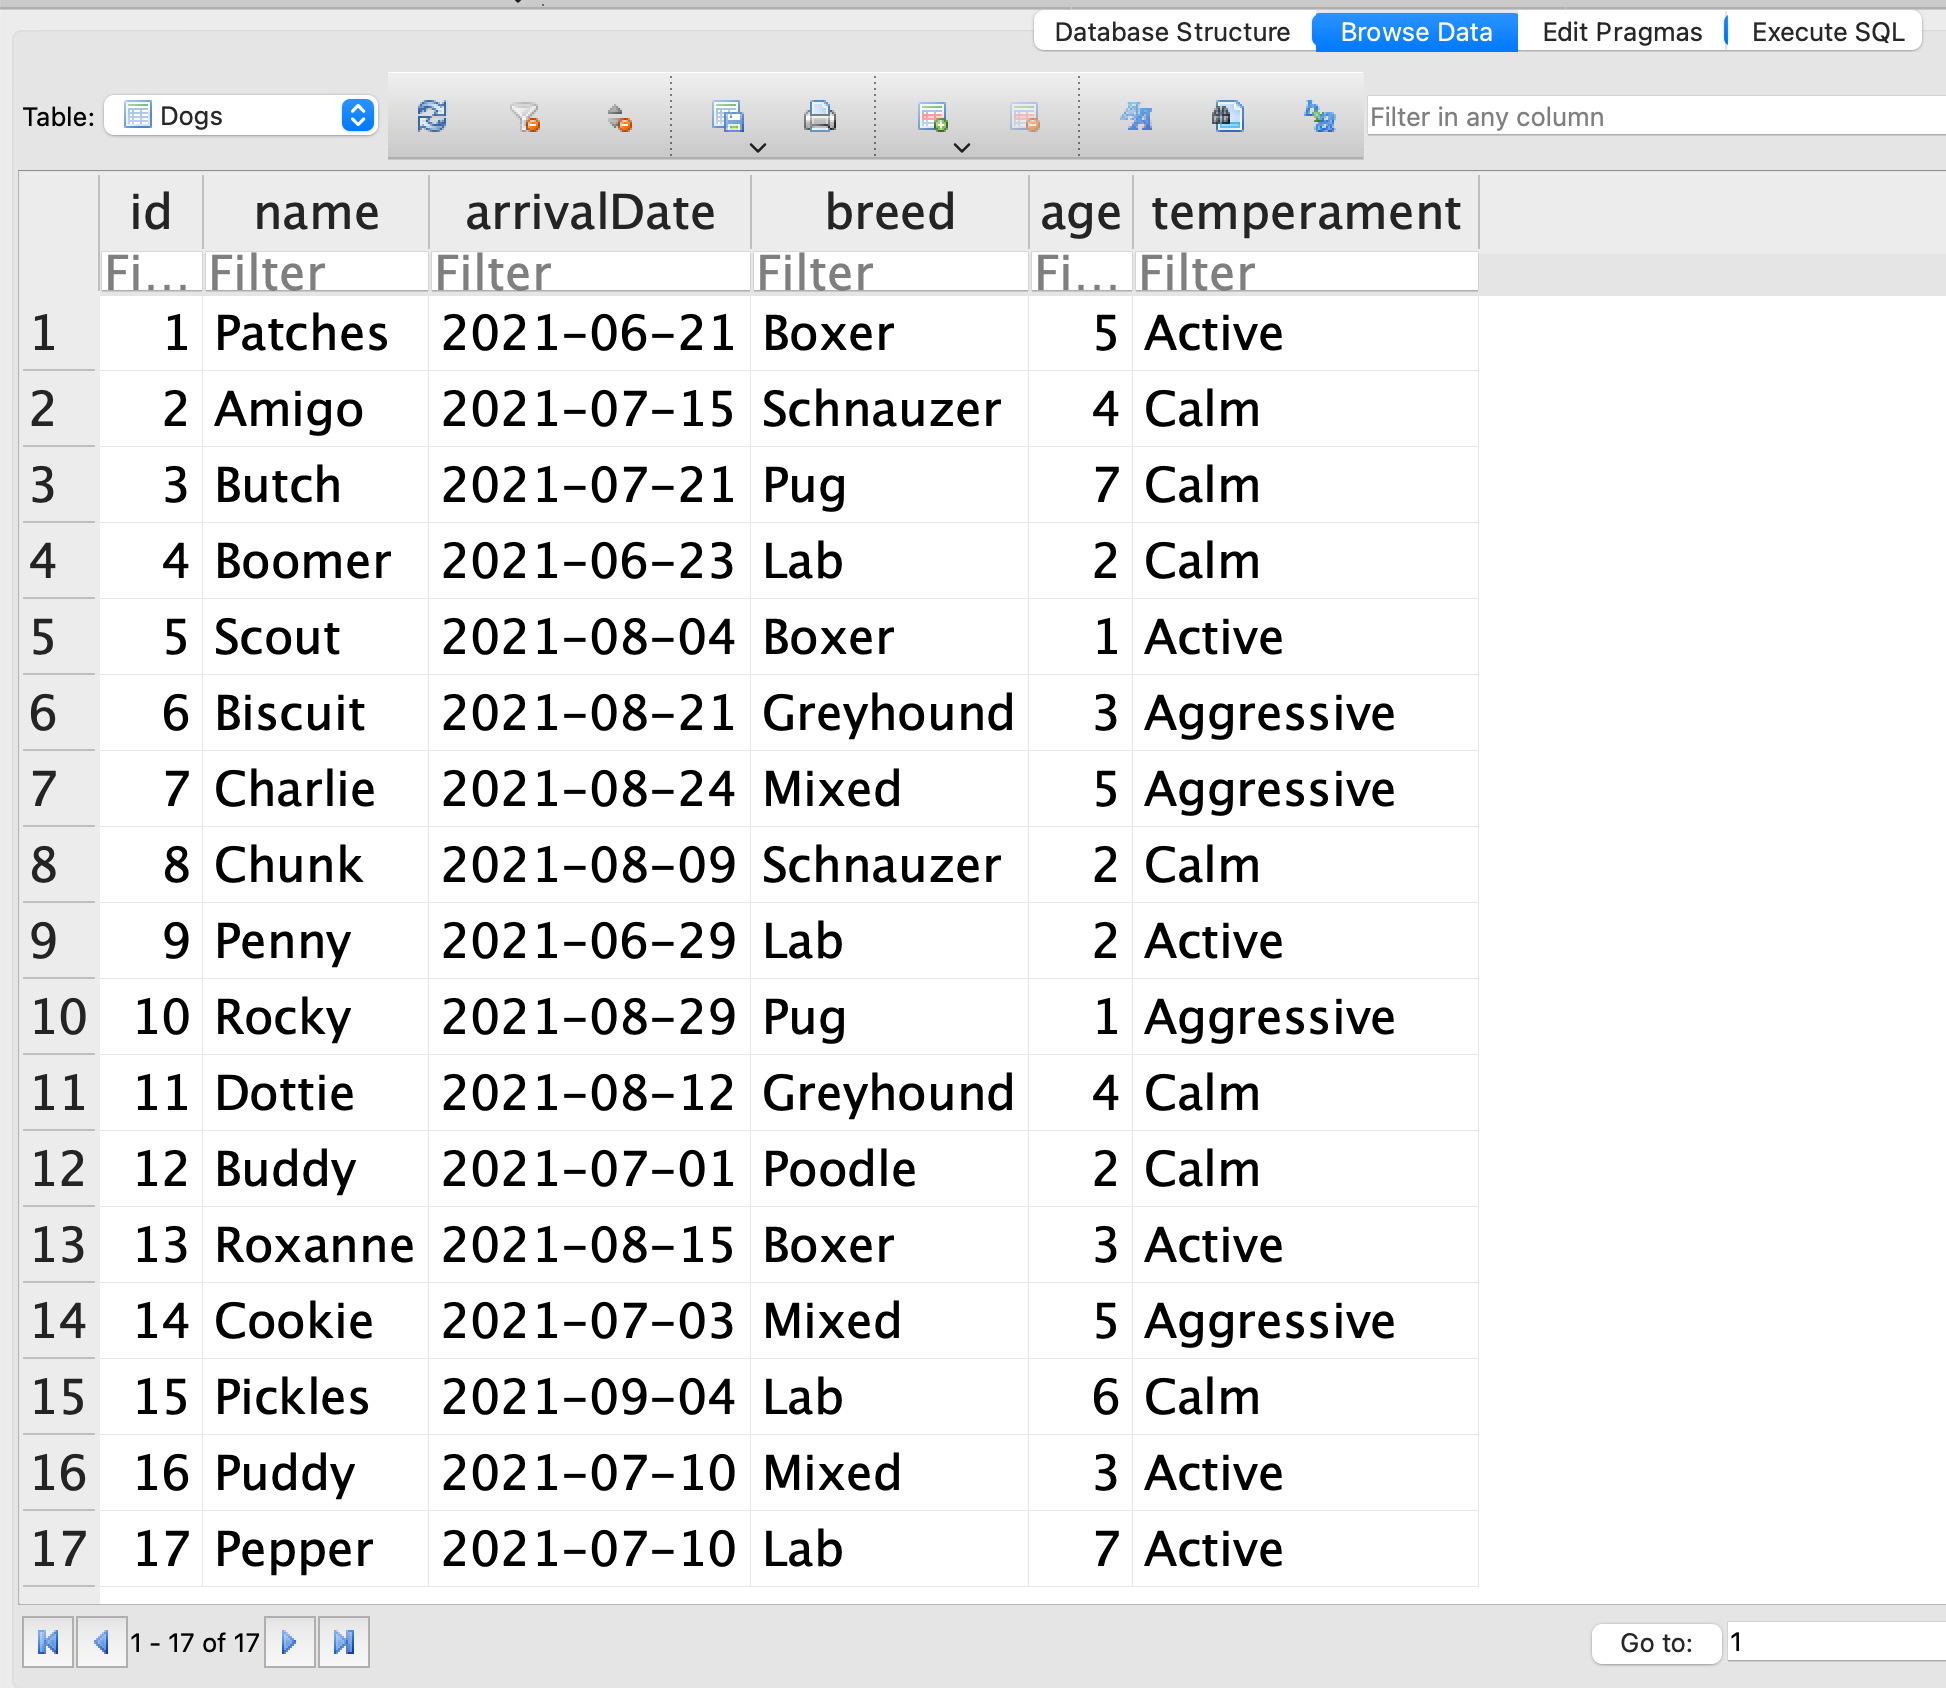 Database Structure Browse Data Edit Pragmas Execute SQL
Table: Dogs Filter in any column
id name arrivalDate breed age temperament
Fi... Filter Filter Filter Fi... Filter
1 1 Patches 2021-06-21 Boxer 5 Active
2 2 Amigo 2021-07-15 Schnauzer 4 Calm
3 3 Butch 2021-07-21 Pug 7 Calm
4 4 Boomer 2021-06-23 Lab 2 Calm
5 5 Scout 2021-08-04 Boxer 1 Active
6 6 Biscuit 2021-08-21 Greyhound 3 Aggressive
7 7 Charlie 2021-08-24 Mixed 5 Aggressive
8 8 Chunk 2021-08-09 Schnauzer 2 Calm
9 9 Penny 2021-06-29 Lab 2 Active
10 10 Rocky 2021-08-29 Pug 1 Aggressive
11 11 Dottie 2021-08-12 Greyhound 4 Calm
12 12 Buddy 2021-07-01 Poodle 2 Calm
13 13 Roxanne 2021-08-15 Boxer 3 Active
14 14 Cookie 2021-07-03 Mixed 5 Aggressive
15 15 Pickles 2021-09-04 Lab 6 Calm
16 16 Puddy 2021-07-10 Mixed 3 Active
17 17 Pepper 2021-07-10 Lab 7 Active
1 - 17 of 17 Go to: 1